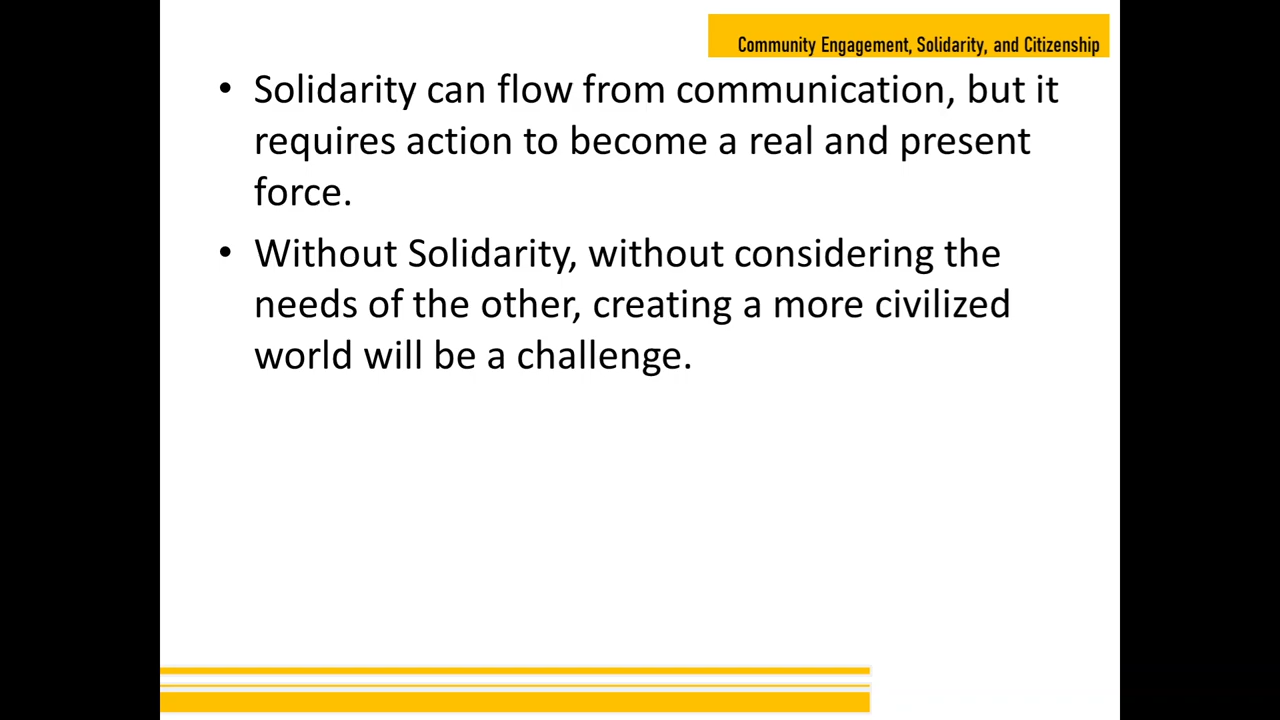 Community Engagement, Solidarity, and Citizenship
• Solidarity can flow from communication, but it
requires action to become a real and present
force.
• Without Solidarity, without considering the
needs of the other, creating a more civilized
world will be a challenge.